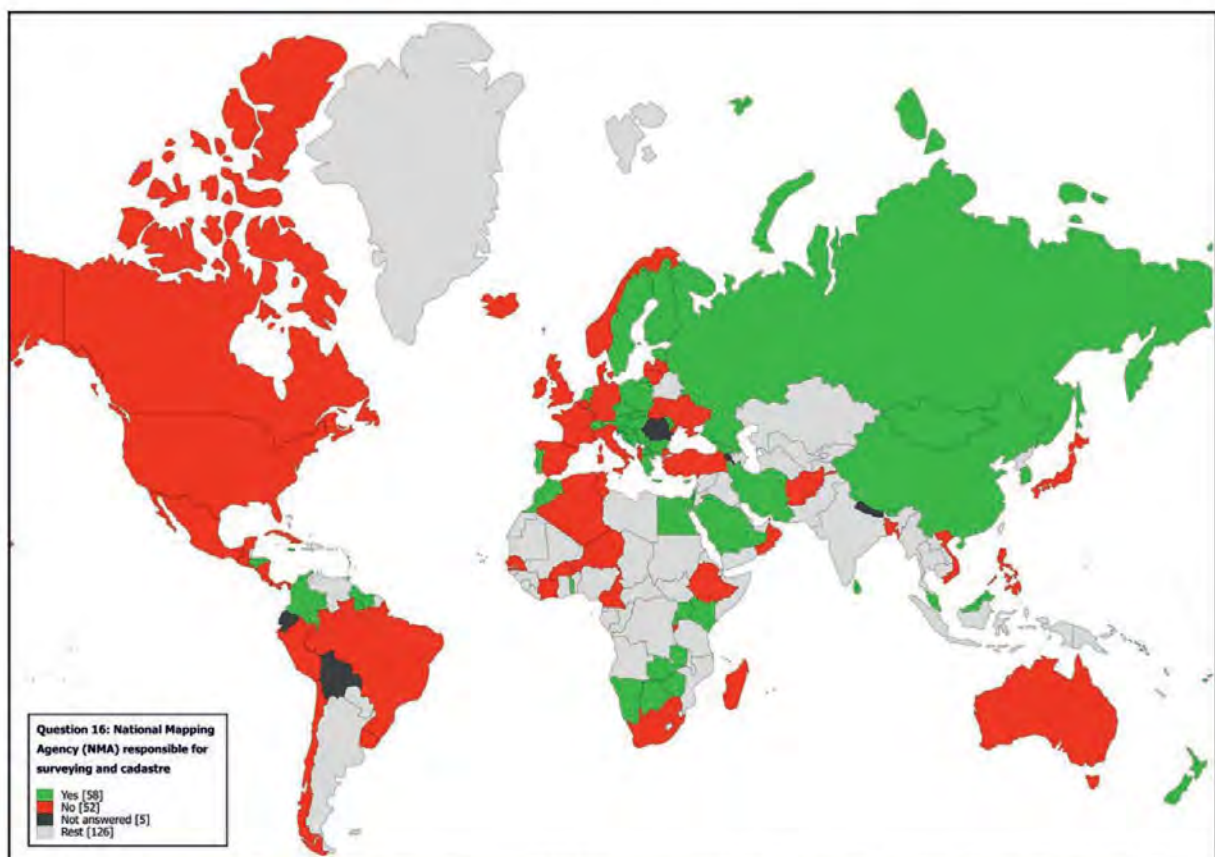 Question 16: National Mapping
Agency (NMA) responsible for
surveying and cadastre
Yes [58]
No [52]
Not answered [5]
Rest [126]